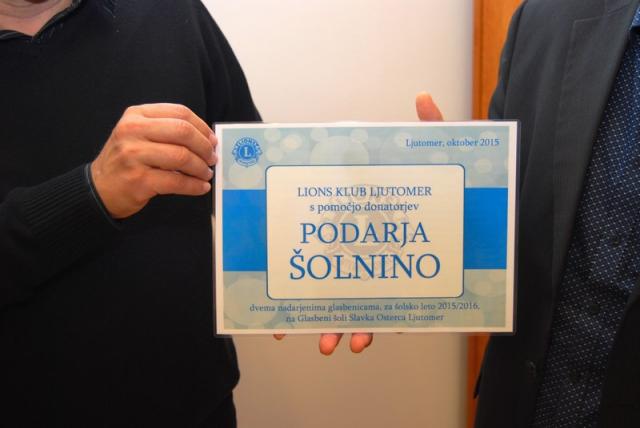 Ljutomer, oktober 2015
L
LIONS KLUB LJUTOMER
s pomočjo donatorjev
PODARJA
ŠOLNINO
dvema nadarjenima glasbenicama, za šolsko leto 2015/2016,
na Glasbeni šoli Slavka Osterca Ljutomer